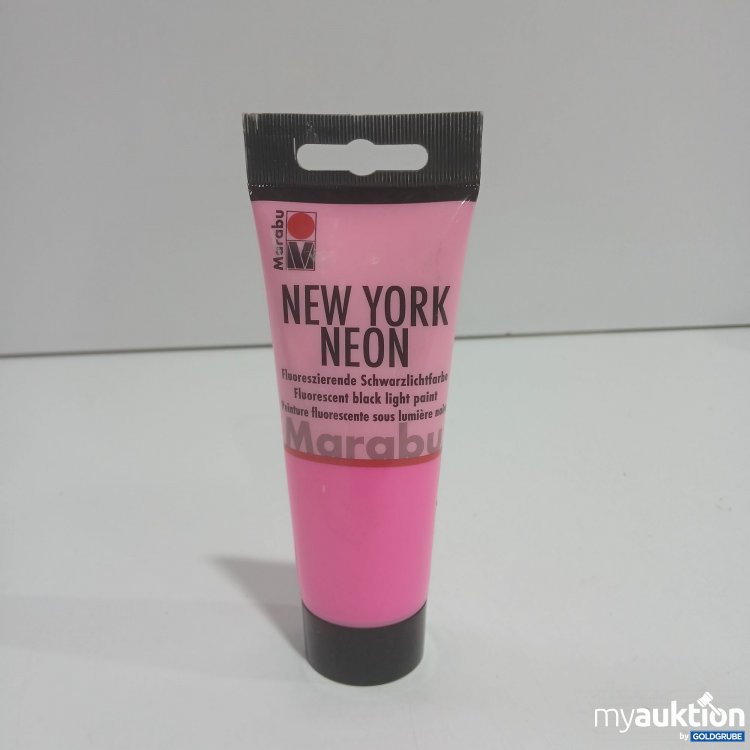 Marabu
NEW YORK
NEON
Fluoreszierende Schwarzlichtfarbe
Fluorescent black light paint
Peinture fluorescente sous lumière
Marabu
myauktion
by GOLDGRUBE